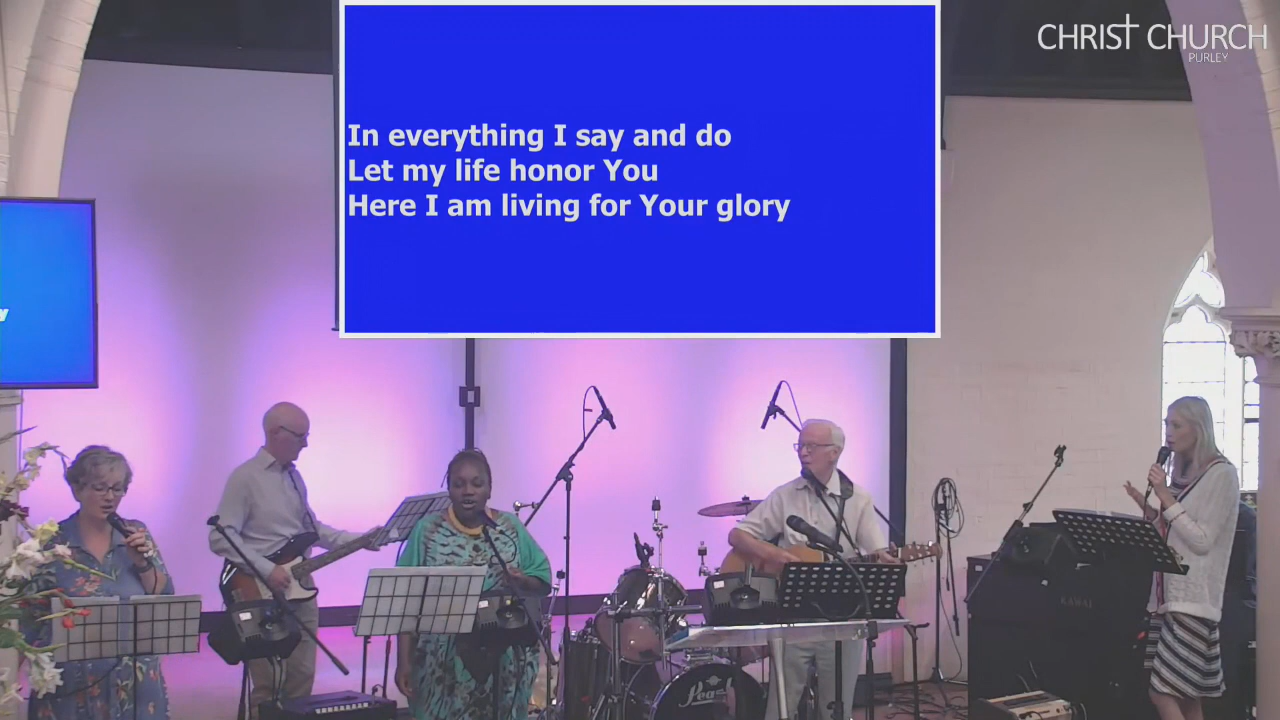 CHRIST CHURCH
PURLEY
In everything I say and do
Let my life honor You
Here I am living for Your glory
y
KAWAI
Pearl